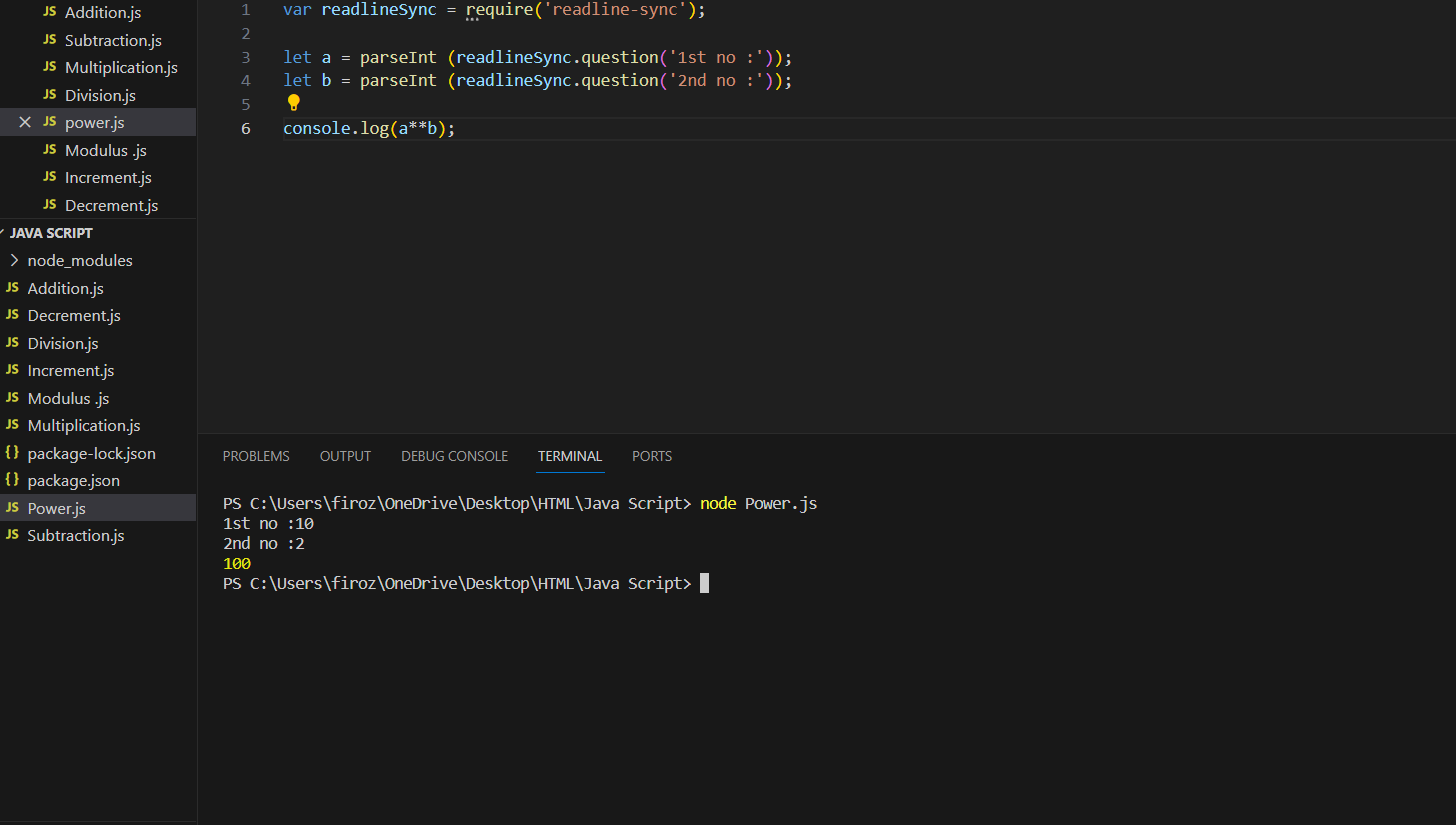 JS Addition.js
JS Subtraction.js
JS Multiplication.js
JS Division.js
JS power.js
JS Modulus .js
JS Increment.js
JS Decrement.js
JAVA SCRIPT
node_modules
JS Addition.js
JS Decrement.js
JS Division.js
JS Increment.js
JS Modulus .js
JS Multiplication.js
{} package-lock.json
{} package.json
JS Power.js
JS Subtraction.js
1 var readlineSync = require('readline-sync');
2
3 let a = parseInt (readlineSync.question('1st no :'));
4 let b = parseInt (readlineSync.question('2nd no :'));
5
6 console.log(a**b);
PROBLEMS OUTPUT DEBUG CONSOLE TERMINAL PORTS
PS C:\Users\firoz\OneDrive\Desktop\HTML\Java Script> node Power.js
1st no :10
2nd no :2
100
PS C:\Users\firoz\OneDrive\Desktop\HTML\Java Script>